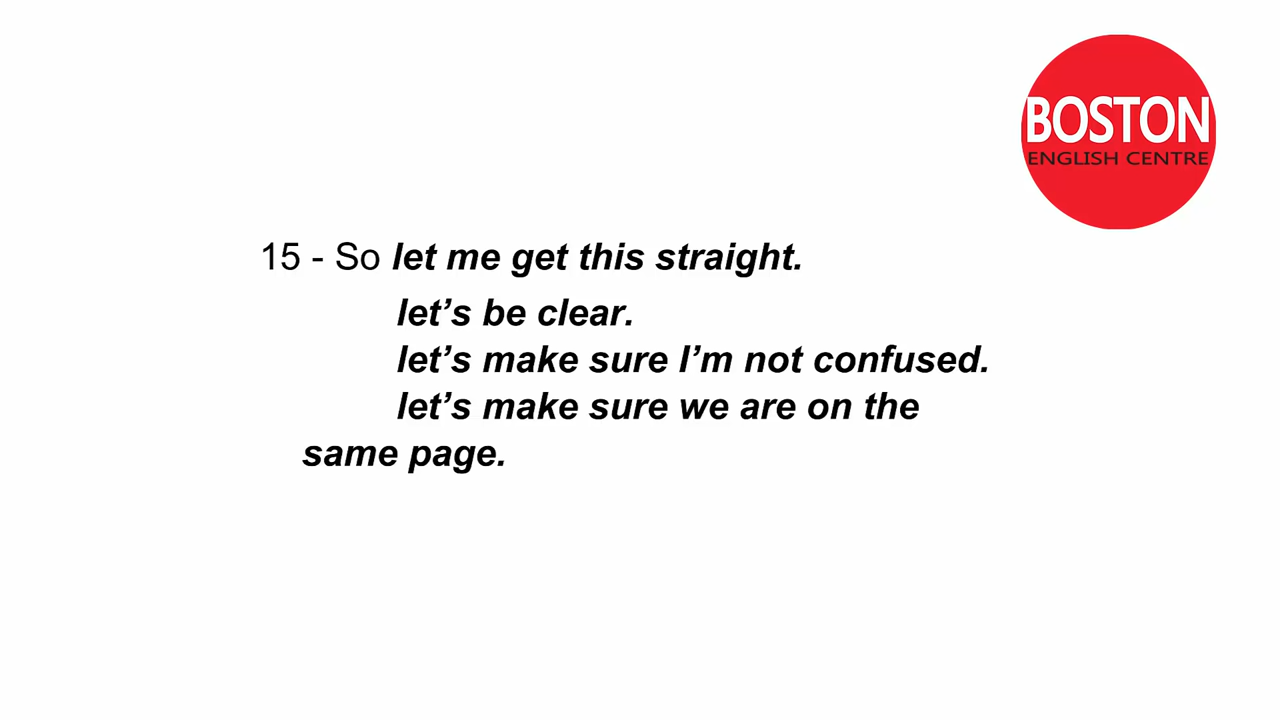 BOSTON
ENGLISH CENTRE
15 - So let me get this straight.
let’s be clear.
let’s make sure I’m not confused.
let’s make sure we are on the
same page.